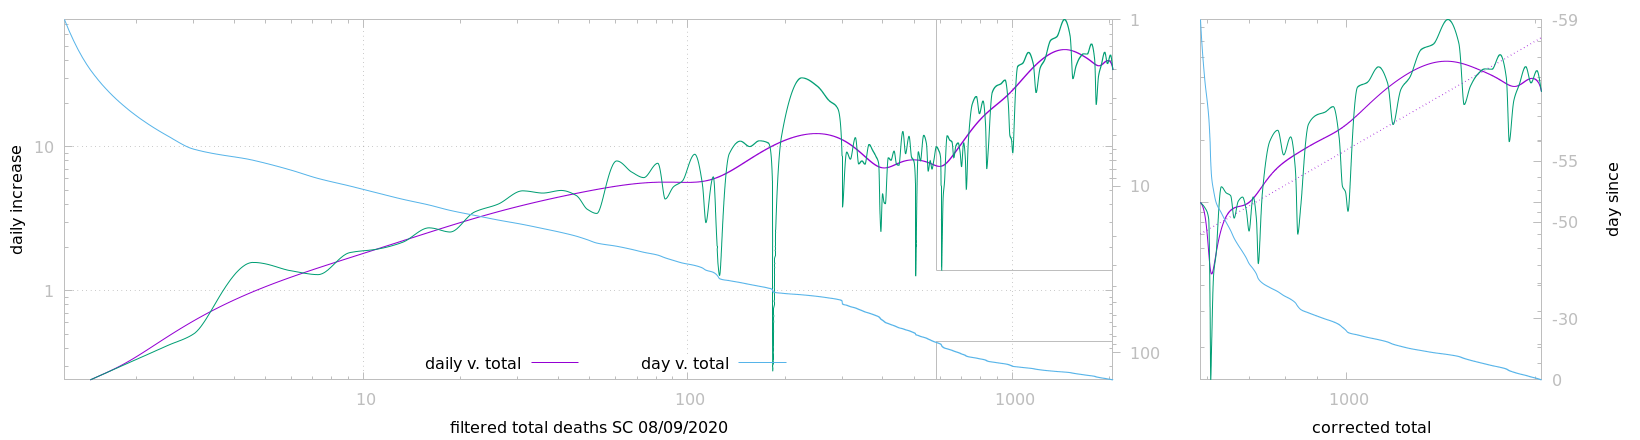 daily increase
10
1
10
100
1000
1
10
100
daily v. total
day v. total
filtered total deaths SC 08/09/2020
1000
-59
-55
-50
-30
0
day since
corrected total